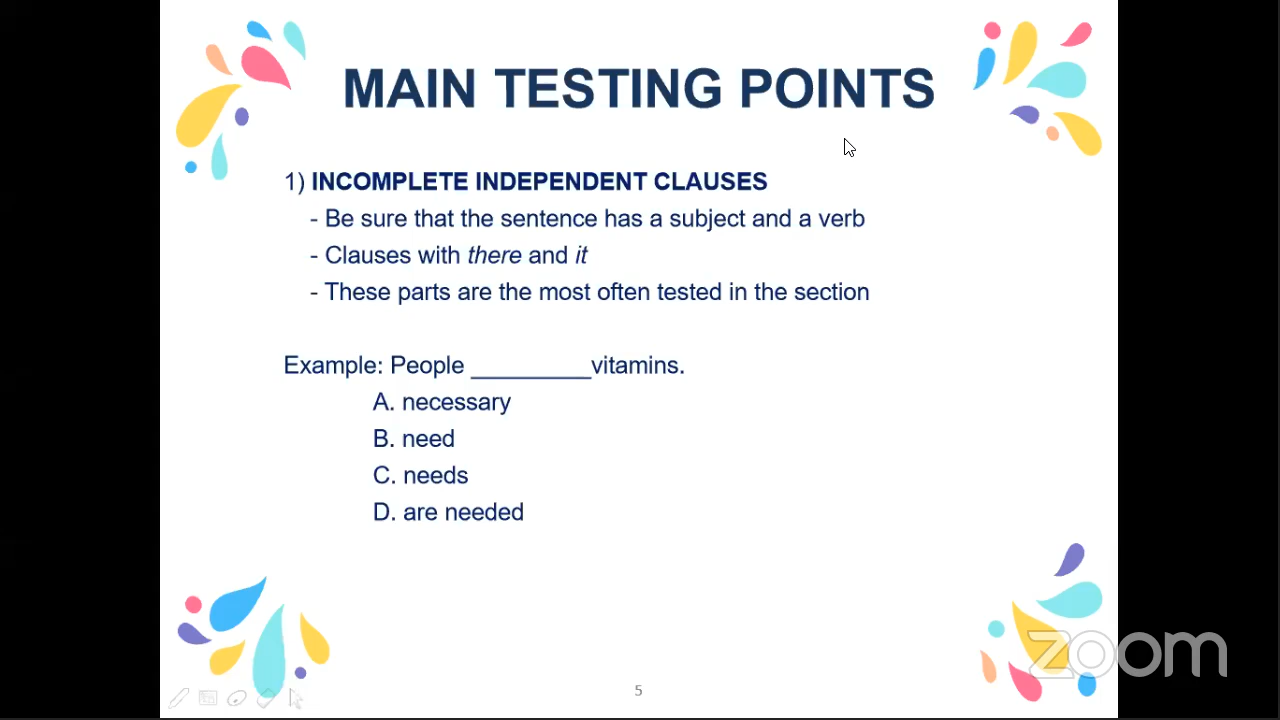 MAIN TESTING POINTS
1) INCOMPLETE INDEPENDENT CLAUSES
- Be sure that the sentence has a subject and a verb
- Clauses with there and it
- These parts are the most often tested in the section
Example: People __________vitamins.
A. necessary
B. need
C. needs
D. are needed
zoom
5